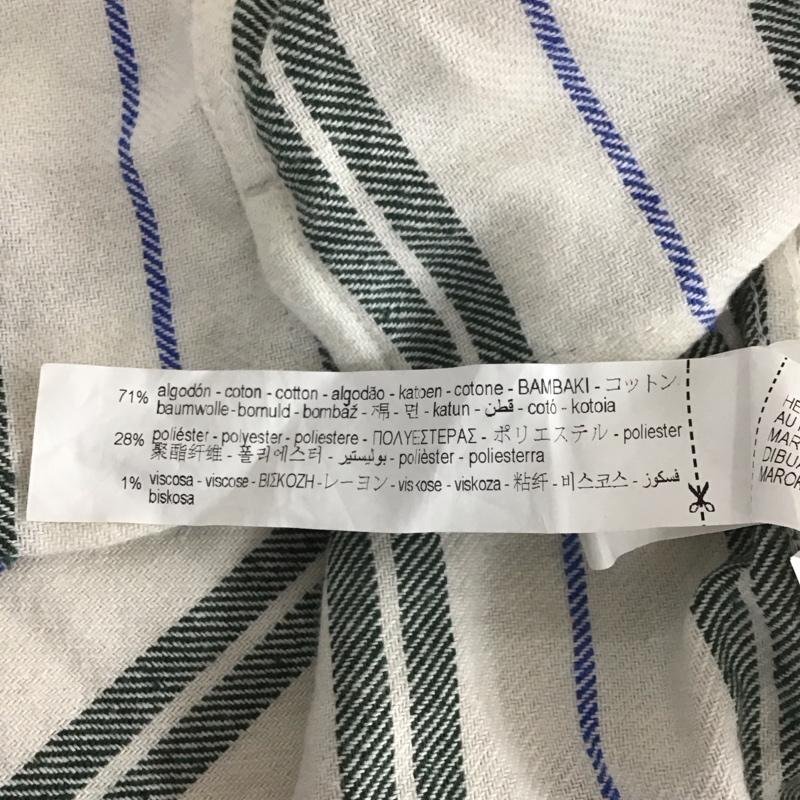 71% algodón - coton - cotton - algodão - katoen - cotone - ΒΑΜΒΑΚΙ - コットン
baumwolle - bomuld - bombaž - 棉 - 면 - katun - قطن - cotó - kotoia
28% poliéster - polyester - poliestere - ΠΟΛΥΕΣΤΕΡΑΣ - ポリエステル - poliester
聚酯纤维 - 폴리에스터 - بوليستير - polièster - poliesterra
1% viscosa - viscose - ΒΙΣΚΟΖΗ - レーヨン - viskose - viskoza - 粘纤 - 비스코스 - فسكوز
biskosa